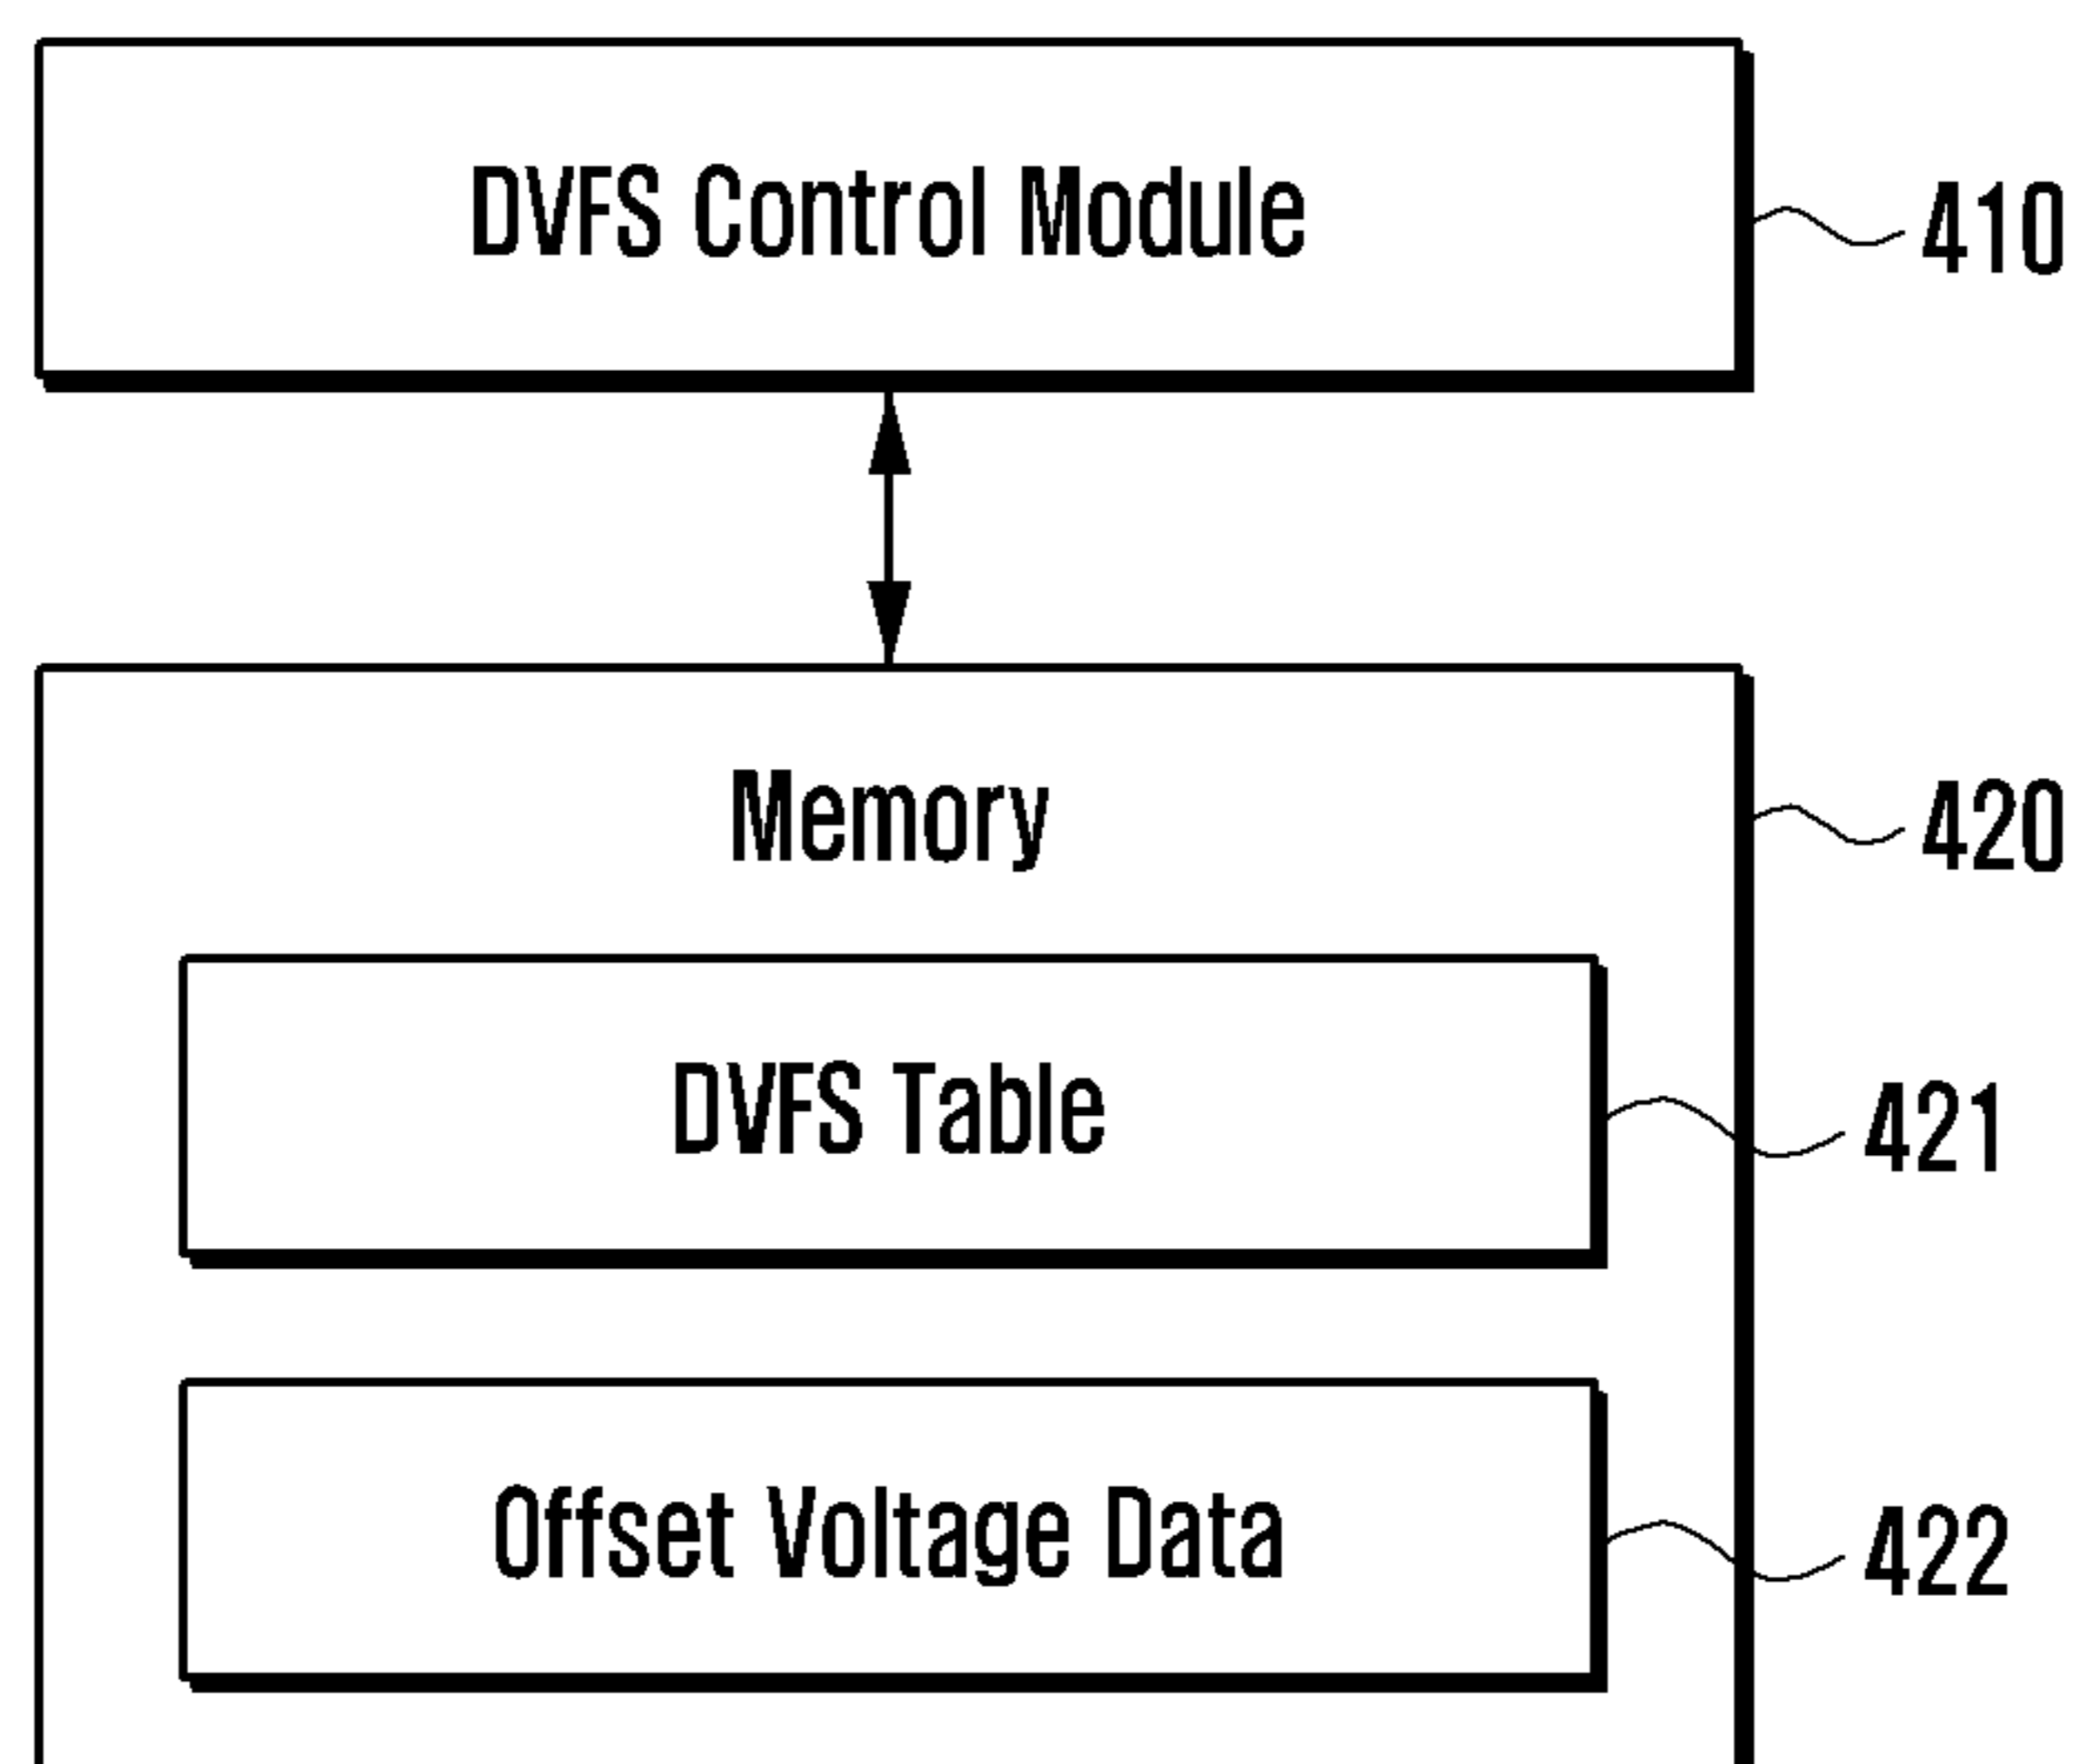 DVFS Control Module
410
Memory
420
DVFS Table
421
Offset Voltage Data
422